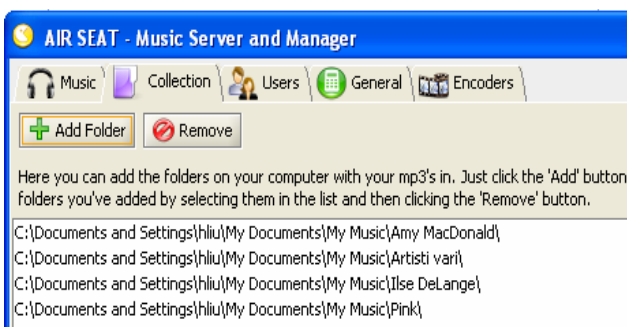 AIR SEAT - Music Server and Manager
Music Collection Users General Encoders
Add Folder Remove
Here you can add the folders on your computer with your mp3's in. Just click the 'Add' button
folders you've added by selecting them in the list and then clicking the 'Remove' button.
C:\Documents and Settings\hliu\My Documents\My Music\Amy MacDonald\
C:\Documents and Settings\hliu\My Documents\My Music\Artisti vari\
C:\Documents and Settings\hliu\My Documents\My Music\Ilse DeLange\
C:\Documents and Settings\hliu\My Documents\My Music\Pink\